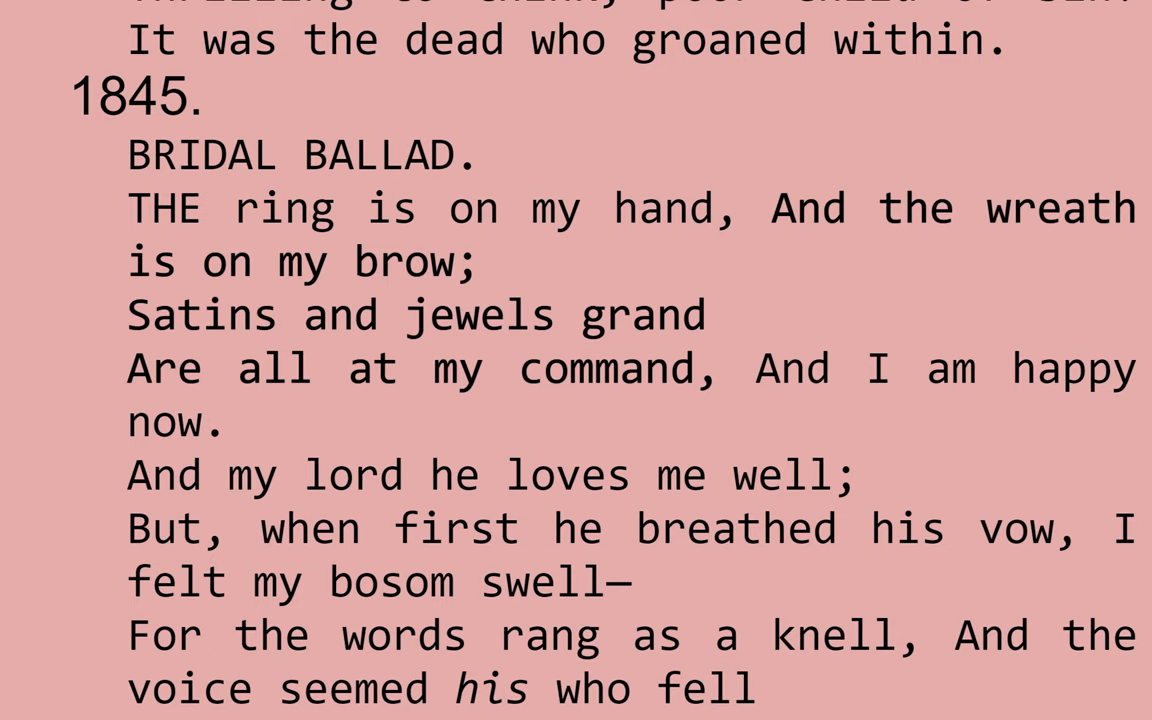 It was the dead who groaned within.
1845.
BRIDAL BALLAD.
THE ring is on my hand, And the wreath
is on my brow;
Satins and jewels grand
Are all at my command, And I am happy
now.
And my lord he loves me well;
But, when first he breathed his vow, I
felt my bosom swell—
For the words rang as a knell, And the
voice seemed his who fell